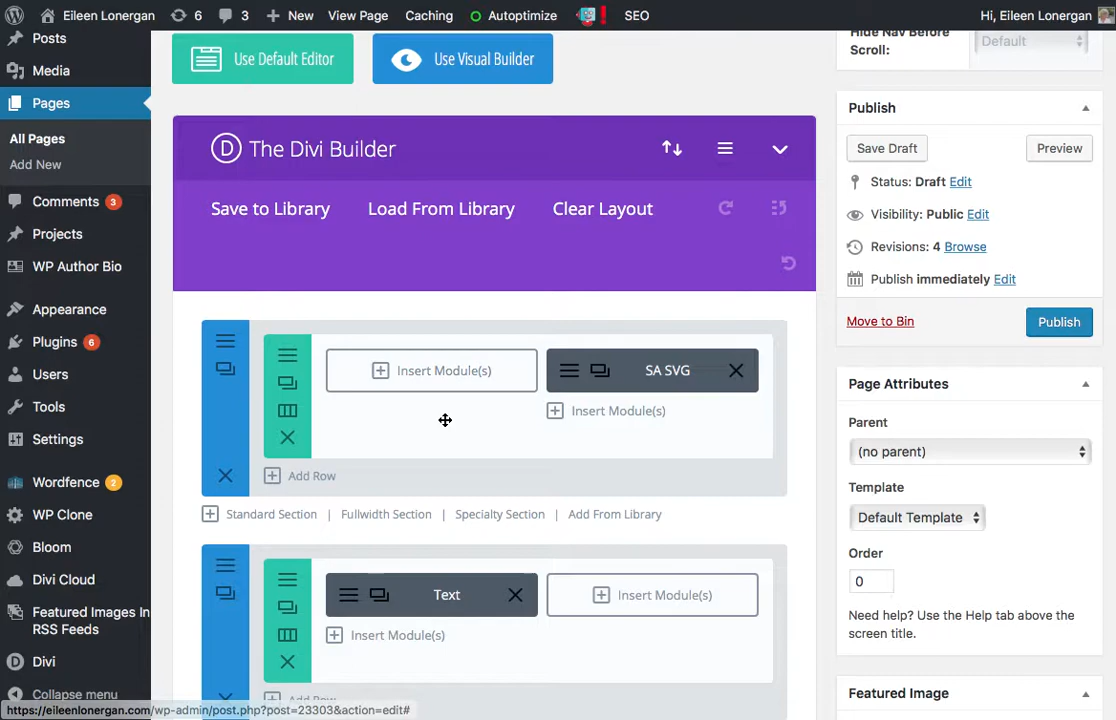 Eileen Lonergan
6
3
New
View Page
Caching
Autoptimize
SEO
Hi, Eileen Lonergan
Posts
Media
Pages
All Pages
Add New
Comments 3
Projects
WP Author Bio
Appearance
Plugins 6
Users
Tools
Settings
Wordfence 2
WP Clone
Bloom
Divi Cloud
Featured Images In
RSS Feeds
Divi
Collapse menu
Use Default Editor
Use Visual Builder
D The Divi Builder
Save to Library
Load From Library
Clear Layout
Insert Module(s)
SA SVG
Insert Module(s)
Add Row
Standard Section | Fullwidth Section | Specialty Section | Add From Library
Text
Insert Module(s)
Insert Module(s)
Add Row
Hide Nav Before
Scroll:
Default
Publish
Save Draft
Preview
Status: Draft Edit
Visibility: Public Edit
Revisions: 4 Browse
Publish immediately Edit
Move to Bin
Publish
Page Attributes
Parent
(no parent)
Template
Default Template
Order
0
Need help? Use the Help tab above the
screen title.
Featured Image
https://eileenlonergan.com/wp-admin/post.php?post=23303&action=edit#